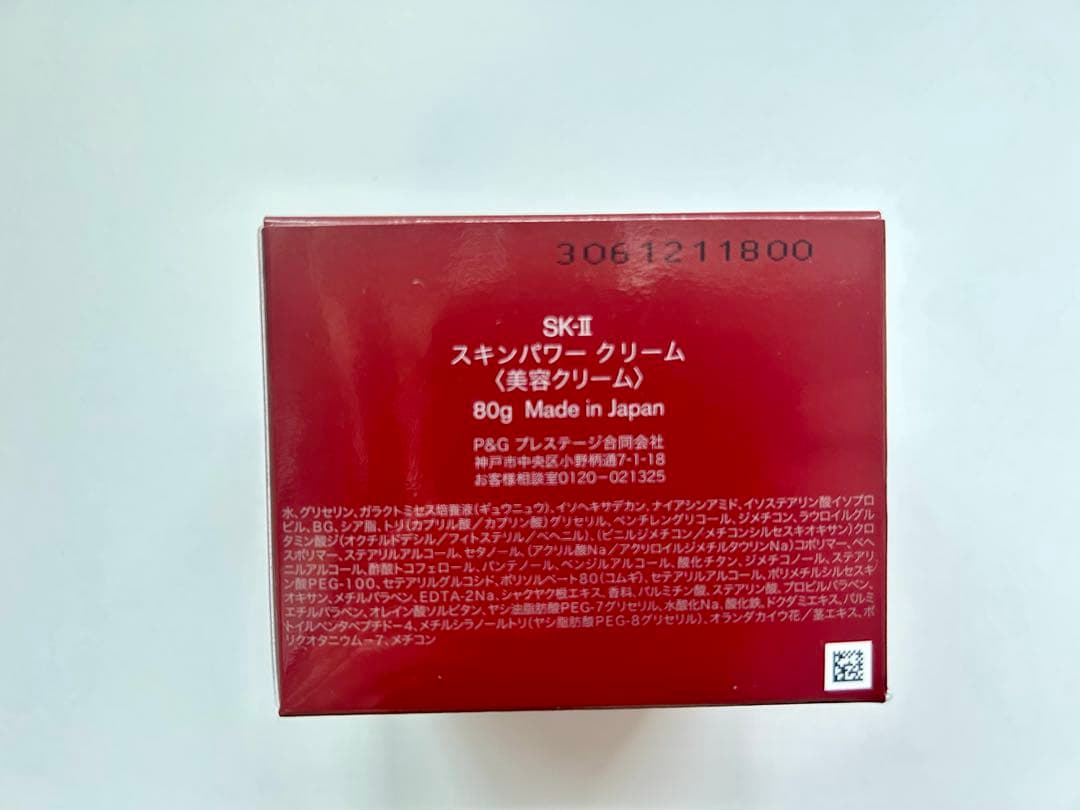 3061211800
SK-II
スキンパワー クリーム
〈美容クリーム〉
80g Made in Japan
P&G プレステージ合同会社
神戸市中央区小野柄通7-1-18
お客様相談室0120-021325
水、グリセリン、ガラクトミセス培養液(ギュウニュウ)、イソヘキサデカン、ナイアシンアミド、イソステアリン酸イソプロ
ピル、BG、シア脂、トリ(カプリル酸/カプリン酸)グリセリル、ペンチレングリコール、ジメチコン、ラウロイルグル
タミン酸ジ(オクチルドデシル/フィトステリル/ベヘニル)、(ビニルジメチコン/メチコンシルセスキオキサン)クロ
スポリマー、ステアリルアルコール、セタノール、(アクリル酸Na/アクリロイルジメチルタウリンNa)コポリマー、ベヘ
ニルアルコール、酢酸トコフェロール、パンテノール、ベンジルアルコール、酸化チタン、ジメチコノール、ステアリ
ン酸PEG-100、セテアリルグルコシド、ポリソルベート80(コムギ)、セテアリルアルコール、ポリメチルシルセスキ
オキサン、メチルパラベン、EDTA-2Na、シャクヤク根エキス、香料、パルミチン酸、ステアリン酸、プロピルパラベン、
エチルパラベン、オレイン酸ソルビタン、ヤシ油脂肪酸PEG-7グリセリル、水酸化Na、酸化鉄、ドクダミエキス、パルミ
トイルペンタペプチド-4、メチルシラノールトリ(ヤシ脂肪酸PEG-8グリセリル)、オランダカイウ花/茎エキス、ポ
リクオタニウム-7、メチコン